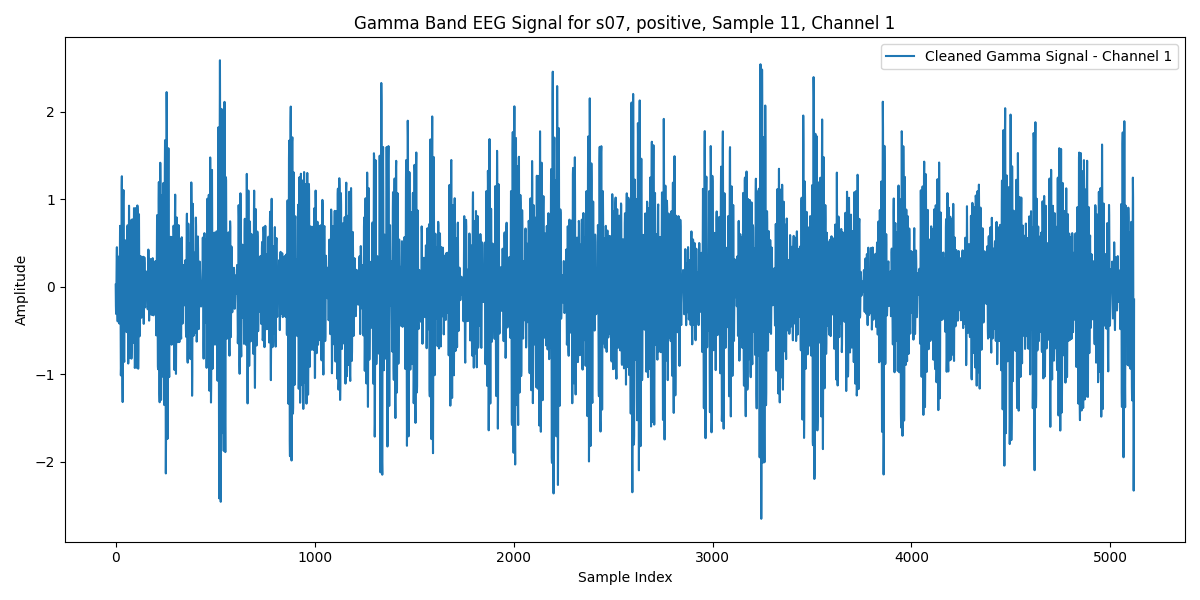 Gamma Band EEG Signal for s07, positive, Sample 11, Channel 1
Cleaned Gamma Signal - Channel 1
Amplitude
2
1
0
−1
−2
0 1000 2000 3000 4000 5000
Sample Index